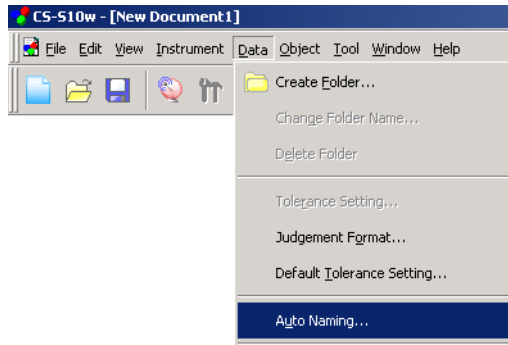 CS-S10w - [New Document1]
File Edit View Instrument Data Object Tool Window Help
Create Folder...
Change Folder Name...
Delete Folder
Tolerance Setting...
Judgement Format...
Default Tolerance Setting...
Auto Naming...